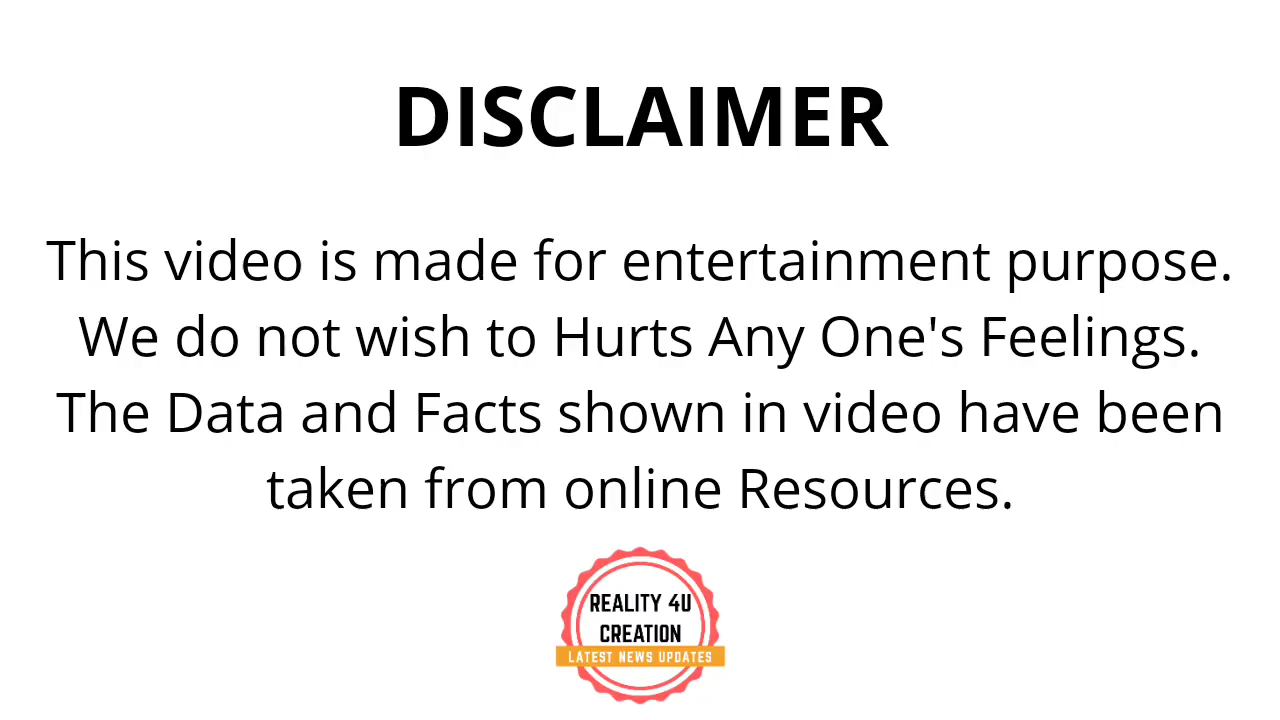 DISCLAIMER
This video is made for entertainment purpose.
We do not wish to Hurts Any One's Feelings.
The Data and Facts shown in video have been
taken from online Resources.
REALITY 4U
CREATION
LATEST NEWS UPDATES